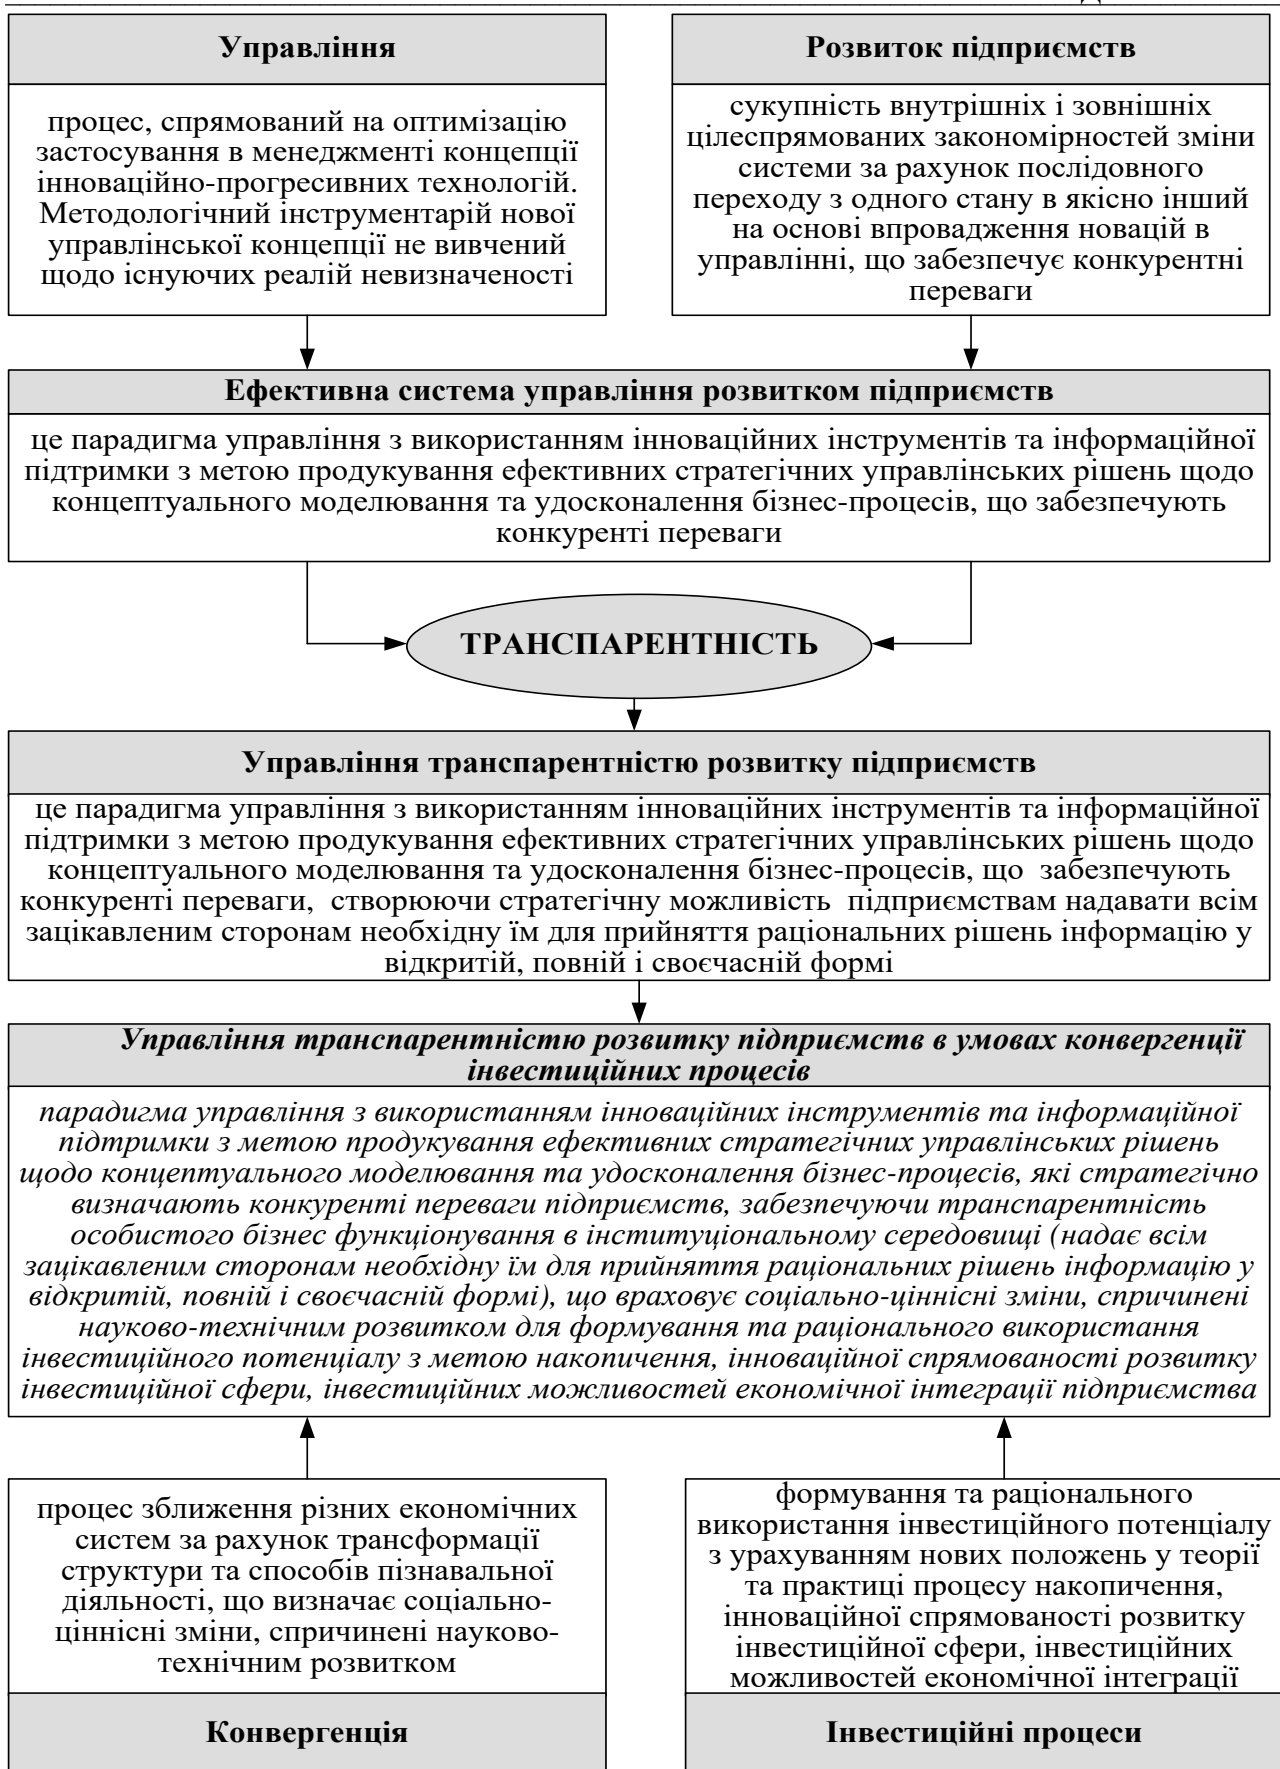 Управління
процес, спрямований на оптимізацію
застосування в менеджменті концепції
інноваційно-прогресивних технологій.
Методологічний інструментарій нової
управлінської концепції не вивчений
щодо існуючих реалій невизначеності
Розвиток підприємств
сукупність внутрішніх і зовнішніх
цілеспрямованих закономірностей зміни
системи за рахунок послідовного
переходу з одного стану в якісно інший
на основі впровадження новацій в
управлінні, що забезпечує конкурентні
переваги
Ефективна система управління розвитком підприємств
це парадигма управління з використанням інноваційних інструментів та інформаційної
підтримки з метою продукування ефективних стратегічних управлінських рішень щодо
концептуального моделювання та удосконалення бізнес-процесів, що забезпечують
конкуренті переваги
ТРАНСПАРЕНТНІСТЬ
Управління транспарентністю розвитку підприємств
це парадигма управління з використанням інноваційних інструментів та інформаційної
підтримки з метою продукування ефективних стратегічних управлінських рішень щодо
концептуального моделювання та удосконалення бізнес-процесів, що забезпечують
конкуренті переваги, створюючи стратегічну можливість підприємствам надавати всім
зацікавленим сторонам необхідну їм для прийняття раціональних рішень інформацію у
відкритій, повній і своєчасній формі
Управління транспарентністю розвитку підприємств в умовах конвергенції
інвестиційних процесів
парадигма управління з використанням інноваційних інструментів та інформаційної
підтримки з метою продукування ефективних стратегічних управлінських рішень
щодо концептуального моделювання та удосконалення бізнес-процесів, які стратегічно
визначають конкуренті переваги підприємств, забезпечуючи транспарентність
особистого бізнес функціонування в інституціональному середовищі (надає всім
зацікавленим сторонам необхідну їм для прийняття раціональних рішень інформацію у
відкритій, повній і своєчасній формі), що враховує соціально-ціннісні зміни, спричинені
науково-технічним розвитком для формування та раціонального використання
інвестиційного потенціалу з метою накопичення, інноваційної спрямованості розвитку
інвестиційної сфери, інвестиційних можливостей економічної інтеграції підприємства
процес зближення різних економічних
систем за рахунок трансформації
структури та способів пізнавальної
діяльності, що визначає соціально-
ціннісні зміни, спричинені науково-
технічним розвитком
Конвергенція
формування та раціонального
використання інвестиційного потенціалу
з урахуванням нових положень у теорії
та практиці процесу накопичення,
інноваційної спрямованості розвитку
інвестиційної сфери, інвестиційних
можливостей економічної інтеграції
Інвестиційні процеси